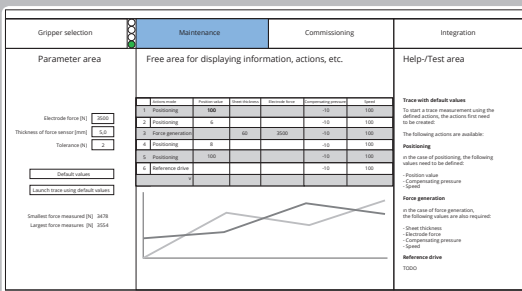 Gripper selection
Maintenance
Commissioning
Integration
Parameter area
Free area for displaying information, actions, etc.
Help-/Test area
Electrode force [N] 3500
Thickness of force sensor [mm] 5,0
Tolerance (N) 2
Default values
Launch trace using default values
Smallest force measured [N] 3478
Largest force measures [N] 3554
Actions mode Position value Sheet thickness Electrode force Compensating pressure Speed
1 Positioning 100 -10 100
2 Positioning 6 -10 100
3 Force generation 60 3500 -10 100
4 Positioning 8 -10 100
5 Positioning 100 -10 100
6 Reference drive -10 100
*
Trace with default values
To start a trace measurement using the
defined actions, the actions first need
to be created:
The following actions are available:
Positioning
in the case of positioning, the following
values need to be defined:
- Position value
- Compensating pressure
- Speed
Force generation
in the case of force generation,
the following values are also required:
- Sheet thickness
- Electrode force
- Compensating pressure
- Speed
Reference drive
TODO